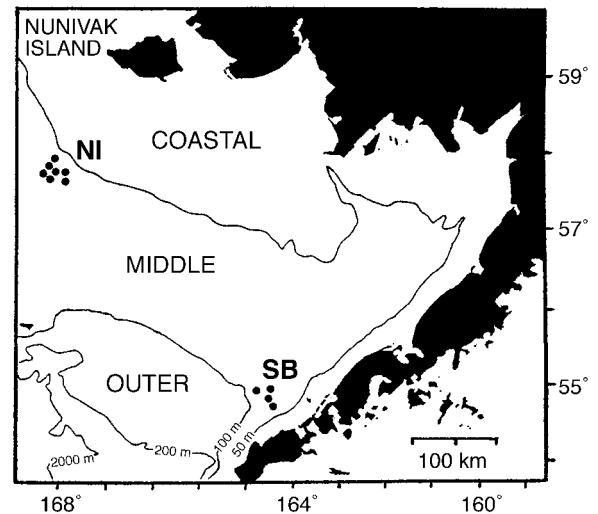 NUNIVAK
ISLAND
59°
COASTAL
NI
57°
MIDDLE
SB
OUTER
55°
100 m
50 m
200 m
2000 m
100 km
168°
164°
160°